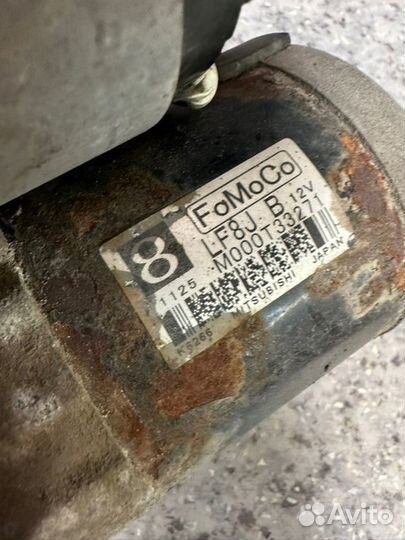 8
FoMoCo
LF8J B 12V
M000T33271
1125
MITSUBISHI JAPAN
Avito